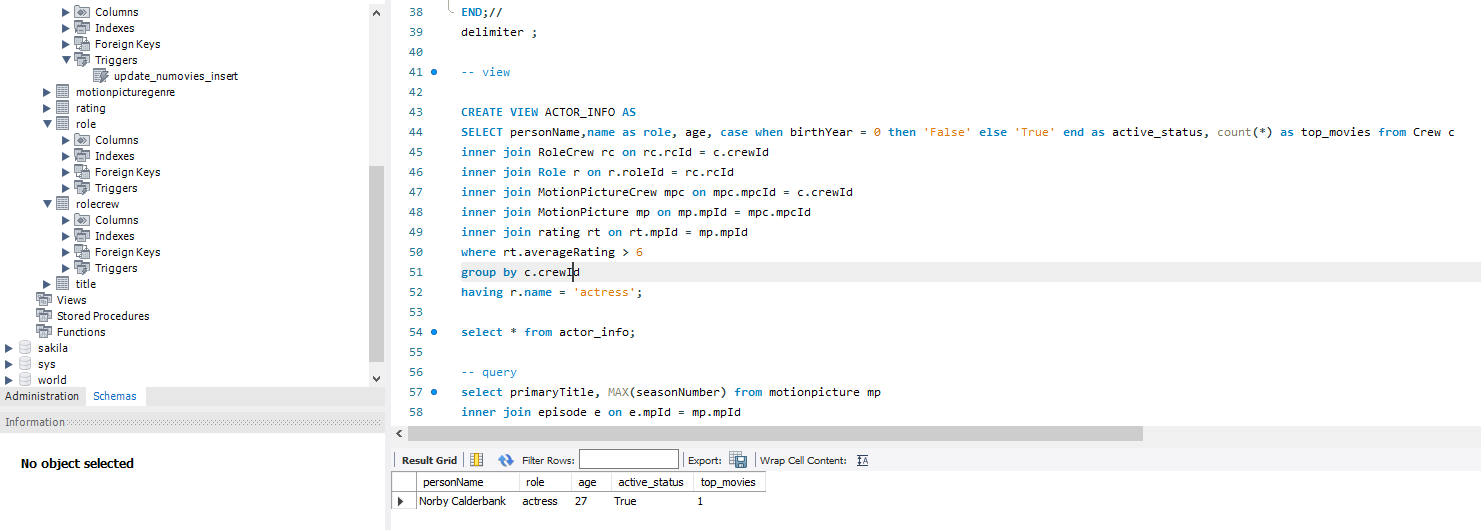 Columns
Indexes
Foreign Keys
Triggers
update_numovies_insert
motionpicturegenre
rating
role
Columns
Indexes
Foreign Keys
Triggers
rolecrew
Columns
Indexes
Foreign Keys
Triggers
title
Views
Stored Procedures
Functions
sakila
sys
world
Administration Schemas
Information
No object selected
38 END;//
39 delimiter ;
40
41 -- view
42
43 CREATE VIEW ACTOR_INFO AS
44 SELECT personName,name as role, age, case when birthYear = 0 then 'False' else 'True' end as active_status, count(*) as top_movies from Crew c
45 inner join RoleCrew rc on rc.rcId = c.crewId
46 inner join Role r on r.roleId = rc.rcId
47 inner join MotionPictureCrew mpc on mpc.mpcId = c.crewId
48 inner join MotionPicture mp on mp.mpId = mpc.mpcId
49 inner join rating rt on rt.mpId = mp.mpId
50 where rt.averageRating > 6
51 group by c.crewId
52 having r.name = 'actress';
53
54 select * from actor_info;
55
56 -- query
57 select primaryTitle, MAX(seasonNumber) from motionpicture mp
58 inner join episode e on e.mpId = mp.mpId
Result Grid Filter Rows: Export: Wrap Cell Content:
personName role age active_status top_movies
Norby Calderbank actress 27 True 1